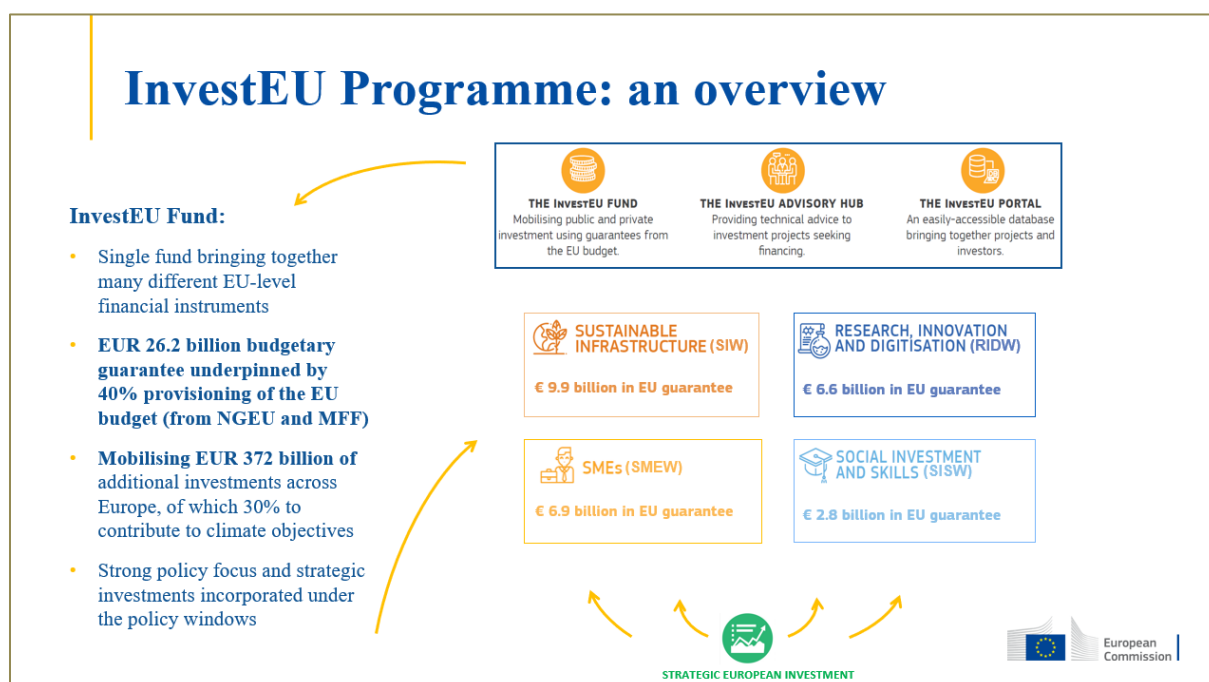 InvestEU Programme: an overview
InvestEU Fund:
• Single fund bringing together
many different EU-level
financial instruments
• EUR 26.2 billion budgetary
guarantee underpinned by
40% provisioning of the EU
budget (from NGEU and MFF)
• Mobilising EUR 372 billion of
additional investments across
Europe, of which 30% to
contribute to climate objectives
• Strong policy focus and strategic
investments incorporated under
the policy windows
THE INVESTEU FUND
Mobilising public and private
investment using guarantees from
the EU budget.
THE INVESTEU ADVISORY HUB
Providing technical advice to
investment projects seeking
financing.
THE INVESTEU PORTAL
An easily-accessible database
bringing together projects and
investors.
SUSTAINABLE
INFRASTRUCTURE (SIW)
€ 9.9 billion in EU guarantee
RESEARCH, INNOVATION
AND DIGITISATION (RIDW)
€ 6.6 billion in EU guarantee
SMEs (SMEW)
€ 6.9 billion in EU guarantee
SOCIAL INVESTMENT
AND SKILLS (SISW)
€ 2.8 billion in EU guarantee
STRATEGIC EUROPEAN INVESTMENT
European
Commission